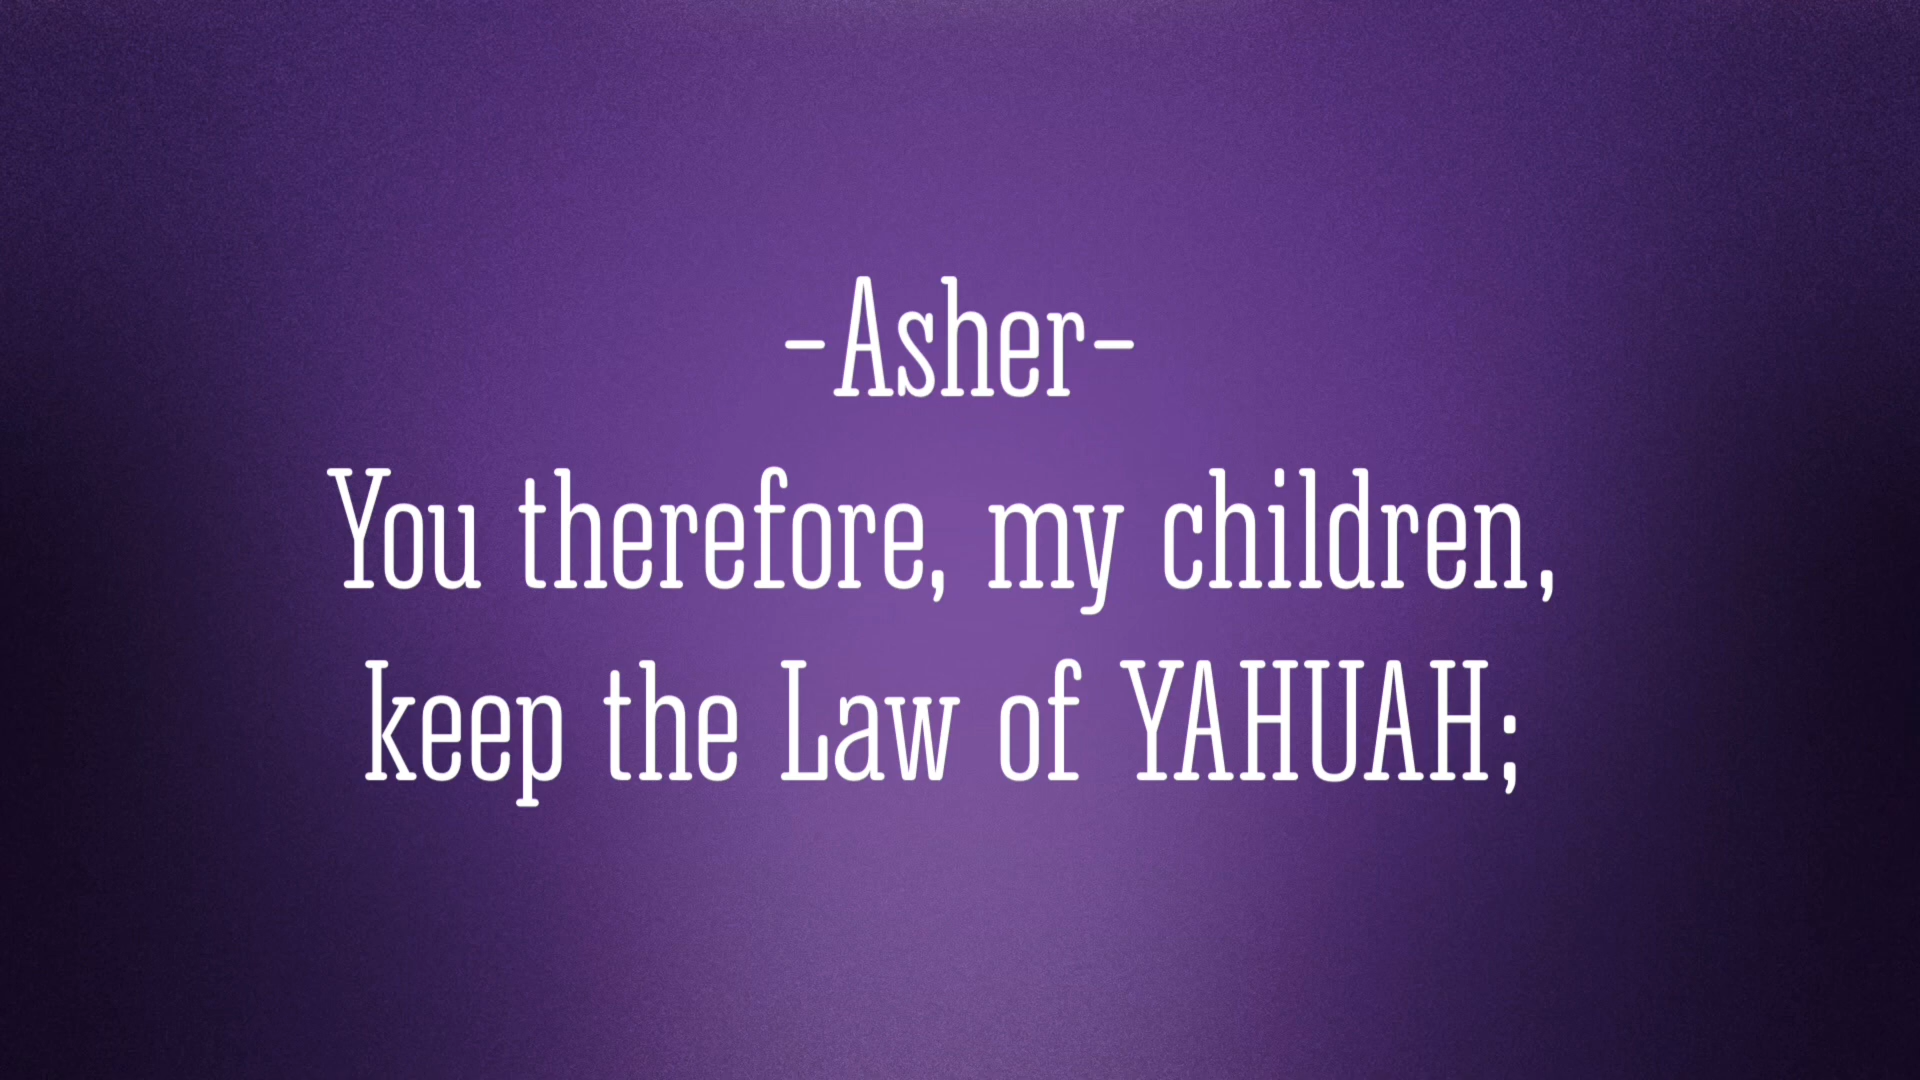 -Asher-
You therefore, my children,
keep the Law of YAHUAH;